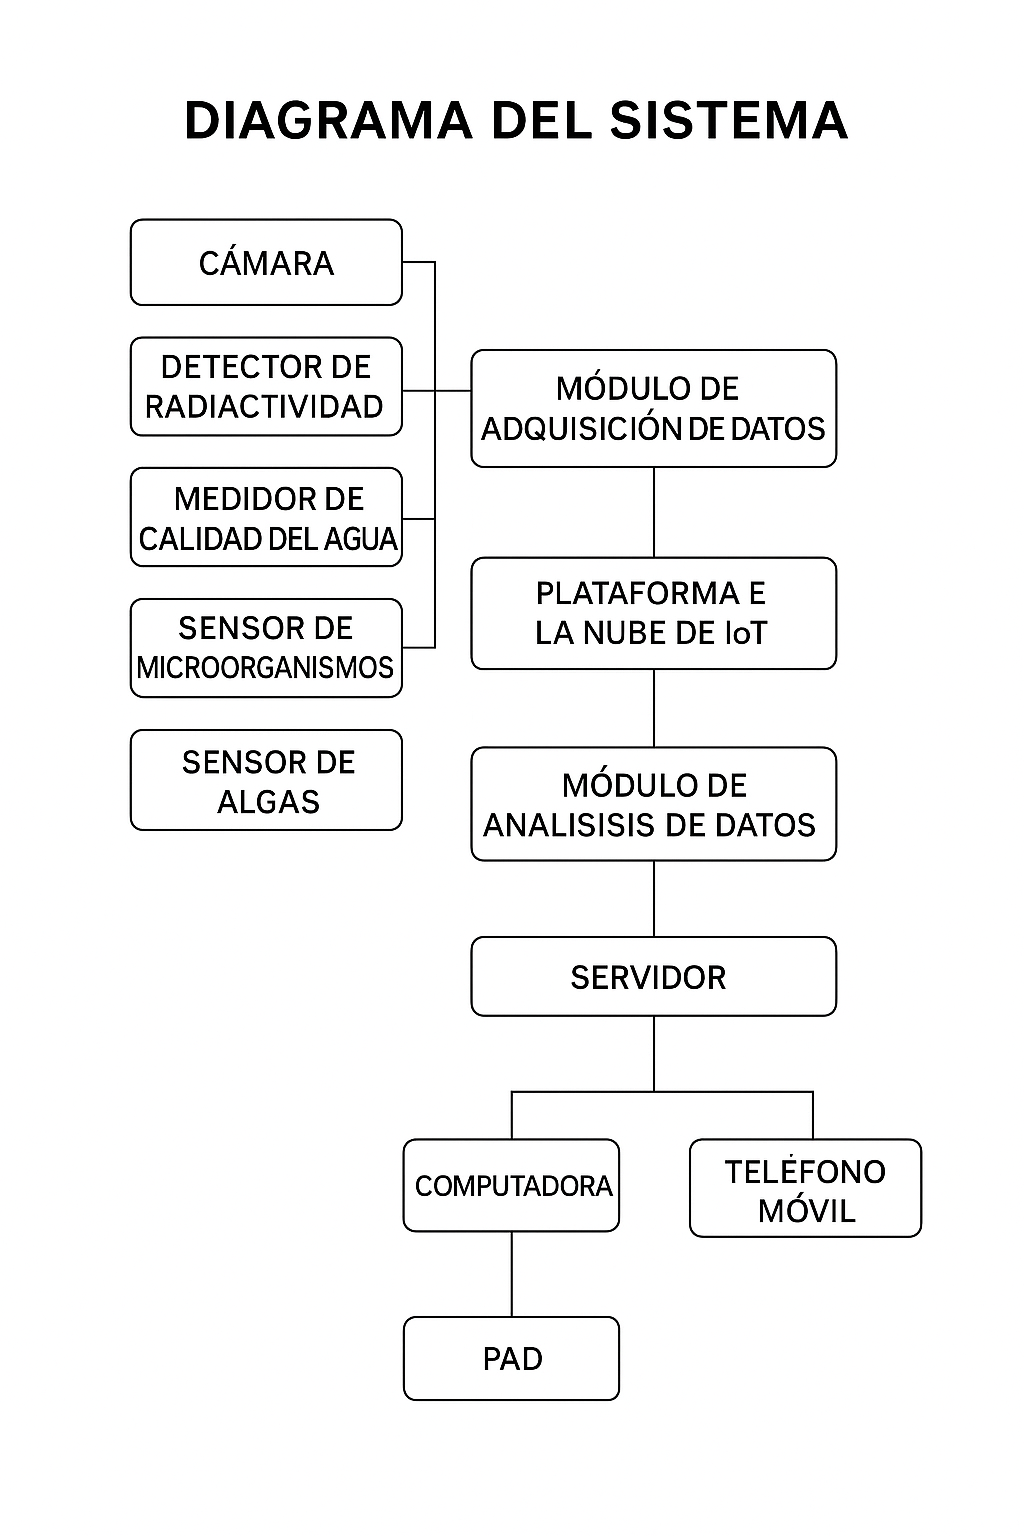 DIAGRAMA DEL SISTEMA
CÁMARA
DETECTOR DE
RADIACTIVIDAD
MEDIDOR DE
CALIDAD DEL AGUA
SENSOR DE
MICROORGANISMOS
SENSOR DE
ALGAS
MÓDULO DE
ADQUISICIÓN DE DATOS
PLATAFORMA E
LA NUBE DE IoT
MÓDULO DE
ANALISISIS DE DATOS
SERVIDOR
COMPUTADORA
TELÉFONO
MÓVIL
PAD